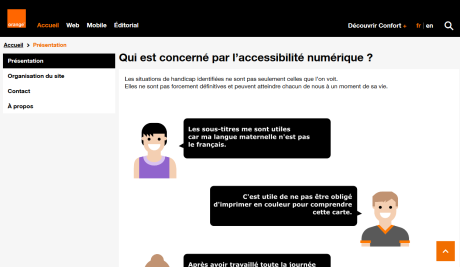 orange
Accueil Web Mobile Éditorial Découvrir Confort + fr | en
Accueil > Présentation
Présentation
Organisation du site
Contact
À propos
Qui est concerné par l’accessibilité numérique ?
Les situations de handicap identifiées ne sont pas seulement celles que l’on voit.
Elles ne sont pas forcement définitives et peuvent atteindre chacun de nous à un moment de sa vie.
Les sous-titres me sont utiles
car ma langue maternelle n’est pas
le français.
C’est utile de ne pas être obligé
d’imprimer en couleur pour comprendre
cette carte.
Après avoir travaillé toute la journée